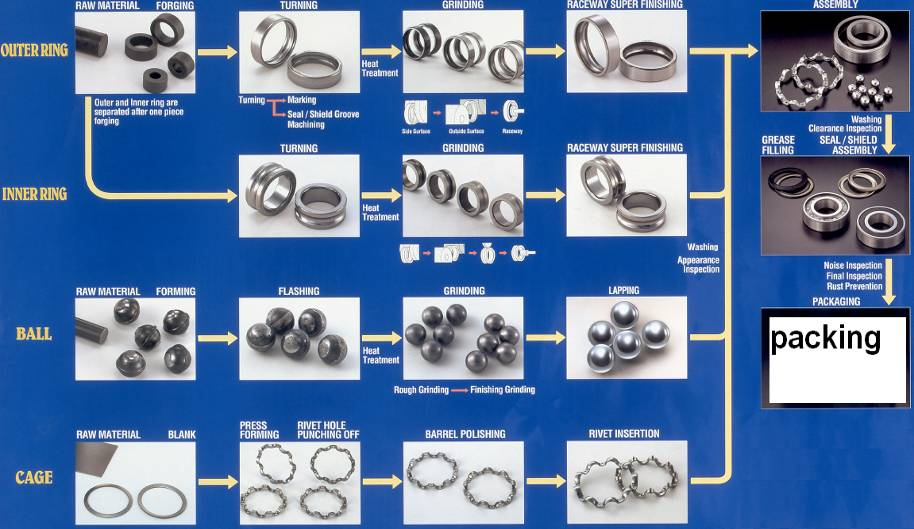 RAW MATERIAL FORGING
TURNING
GRINDING
RACEWAY SUPER FINISHING
ASSEMBLY
OUTER RING
Heat
Treatment
Outer and Inner ring are
separated after one piece
forging
Turning Marking
Seal / Shield Groove
Machining
Side Surface Outside Surface Raceway
Washing
Clearance Inspection
TURNING
GRINDING
RACEWAY SUPER FINISHING
GREASE
FILLING
SEAL / SHIELD
ASSEMBLY
INNER RING
Heat
Treatment
Washing
Appearance
Inspection
Noise Inspection
Final Inspection
Rust Prevention
RAW MATERIAL FORMING
FLASHING
GRINDING
LAPPING
PACKAGING
BALL
Heat
Treatment
packing
Rough Grinding Finishing Grinding
RAW MATERIAL BLANK
PRESS
FORMING
RIVET HOLE
PUNCHING OFF
BARREL POLISHING
RIVET INSERTION
CAGE